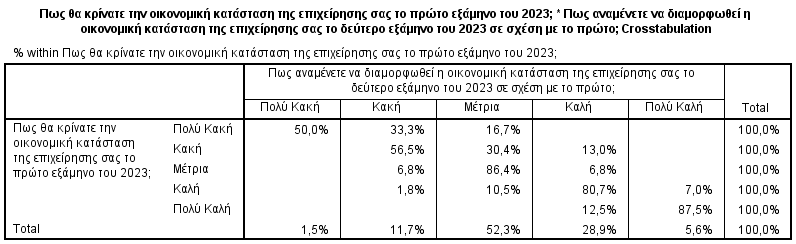 Πως θα κρίνατε την οικονομική κατάσταση της επιχείρησης σας το πρώτο εξάμηνο του 2023; * Πως αναμένετε να διαμορφωθεί η
οικονομική κατάσταση της επιχείρησης σας το δεύτερο εξάμηνο του 2023 σε σχέση με το πρώτο; Crosstabulation
% within Πως θα κρίνατε την οικονομική κατάσταση της επιχείρησης σας το πρώτο εξάμηνο του 2023;
Πως αναμένετε να διαμορφωθεί η οικονομική κατάσταση της επιχείρησης σας το
δεύτερο εξάμηνο του 2023 σε σχέση με το πρώτο;
Πολύ Κακή Κακή Μέτρια Καλή Πολύ Καλή Total
Πως θα κρίνατε την Πολύ Κακή 50,0% 33,3% 16,7% 100,0%
οικονομική κατάσταση Κακή 56,5% 30,4% 13,0% 100,0%
της επιχείρησης σας το Μέτρια 6,8% 86,4% 6,8% 100,0%
πρώτο εξάμηνο του 2023; Καλή 1,8% 10,5% 80,7% 7,0% 100,0%
Πολύ Καλή 12,5% 87,5% 100,0%
Total 1,5% 11,7% 52,3% 28,9% 5,6% 100,0%